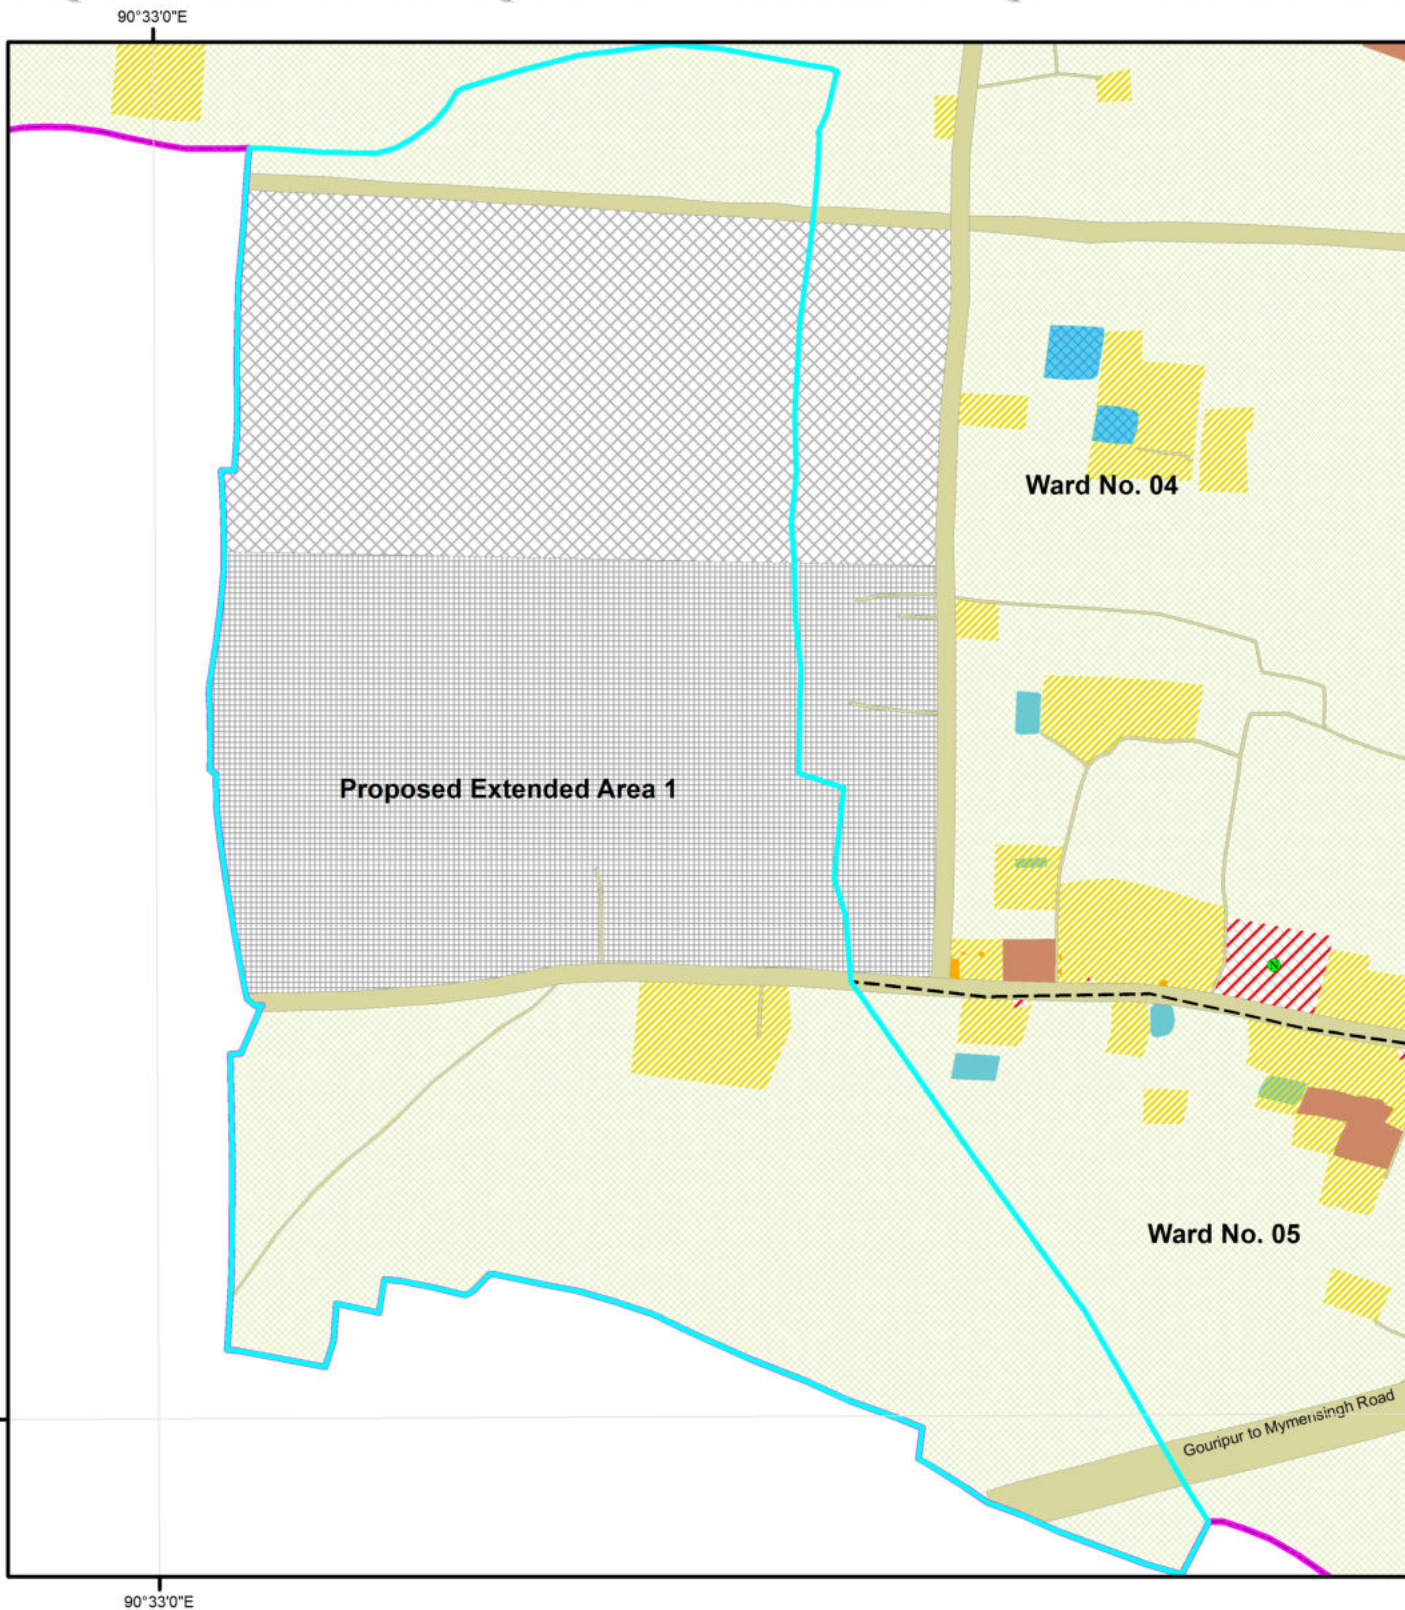 90°33'0"E
Ward No. 04
Proposed Extended Area 1
N
Ward No. 05
Gouripur to Mymensingh Road
90°33'0"E